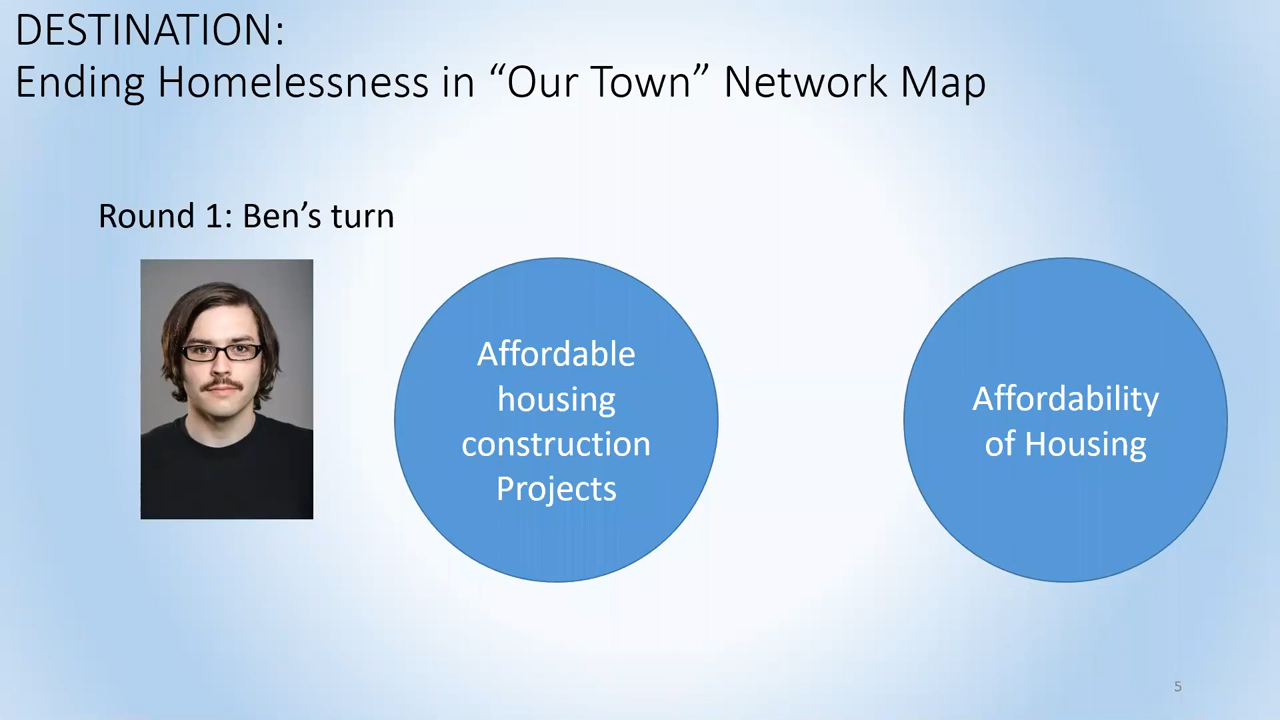 DESTINATION:
Ending Homelessness in “Our Town” Network Map
Round 1: Ben’s turn
Affordable
housing
construction
Projects
Affordability
of Housing
5